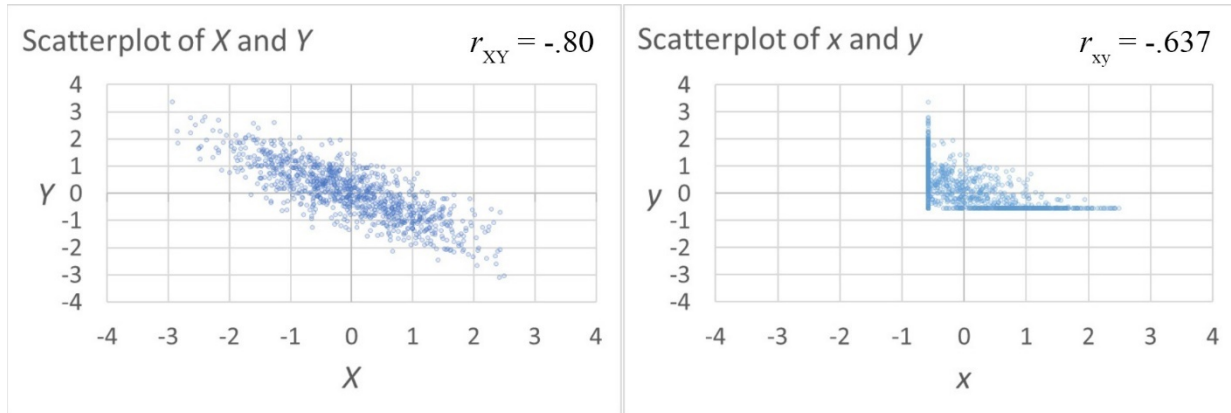 Scatterplot of X and Y
r_XY = -.80
4
3
2
1
0
-1
-2
-3
-4
Y
-4 -3 -2 -1 0 1 2 3 4
X
Scatterplot of x and y
r_xy = -.637
4
3
2
1
0
-1
-2
-3
-4
y
-4 -3 -2 -1 0 1 2 3 4
x